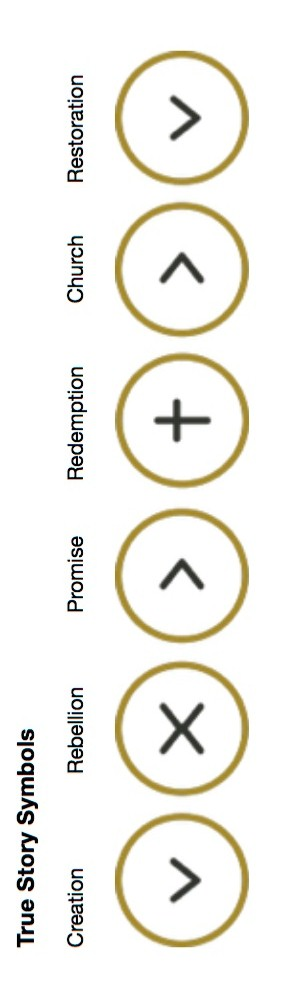 True Story Symbols
Creation Rebellion Promise Redemption Church Restoration